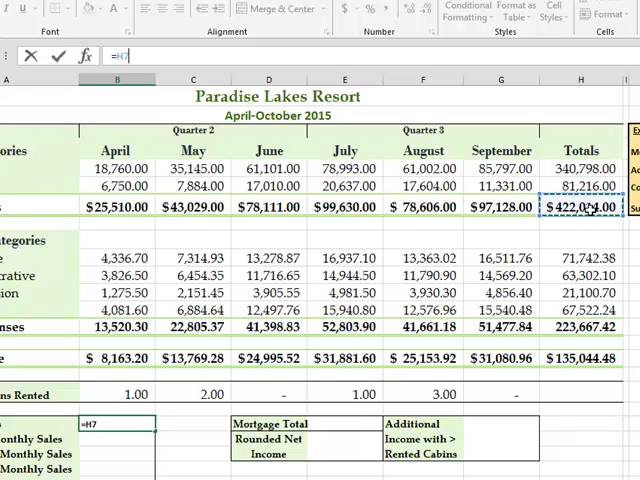 I U Merge & Center $ % Conditional Format as Cell Format
Formatting Table Styles
Font Alignment Number Styles Cells
=H7
A B C D E F G H I
Paradise Lakes Resort
April-October 2015
Quarter 2 Quarter 3
ories April May June July August September Totals
18,760.00 35,145.00 61,101.00 78,993.00 61,002.00 85,797.00 340,798.00
6,750.00 7,884.00 17,010.00 20,637.00 17,604.00 11,331.00 81,216.00
s $25,510.00 $43,029.00 $78,111.00 $99,630.00 $78,606.00 $97,128.00
ategories
e 4,336.70 7,314.93 13,278.87 16,937.10 13,363.02 16,511.76 71,742.38
trative 3,826.50 6,454.35 11,716.65 14,944.50 11,790.90 14,569.20 63,302.10
sion 1,275.50 2,151.45 3,905.55 4,981.50 3,930.30 4,856.40 21,100.70
4,081.60 6,884.64 12,497.76 15,940.80 12,576.96 15,540.48 67,522.24
enses 13,520.30 22,805.37 41,398.83 52,803.90 41,661.18 51,477.84 223,667.42
e $ 8,163.20 $13,769.28 $24,995.52 $31,881.60 $25,153.92 $31,080.96 $135,044.48
ns Rented 1.00 2.00 - 1.00 3.00 -
s =H7 Mortgage Total Additional
onthly Sales Rounded Net Income with >
Monthly Sales Income Rented Cabins
Monthly Sales
E
M
A
C
Su